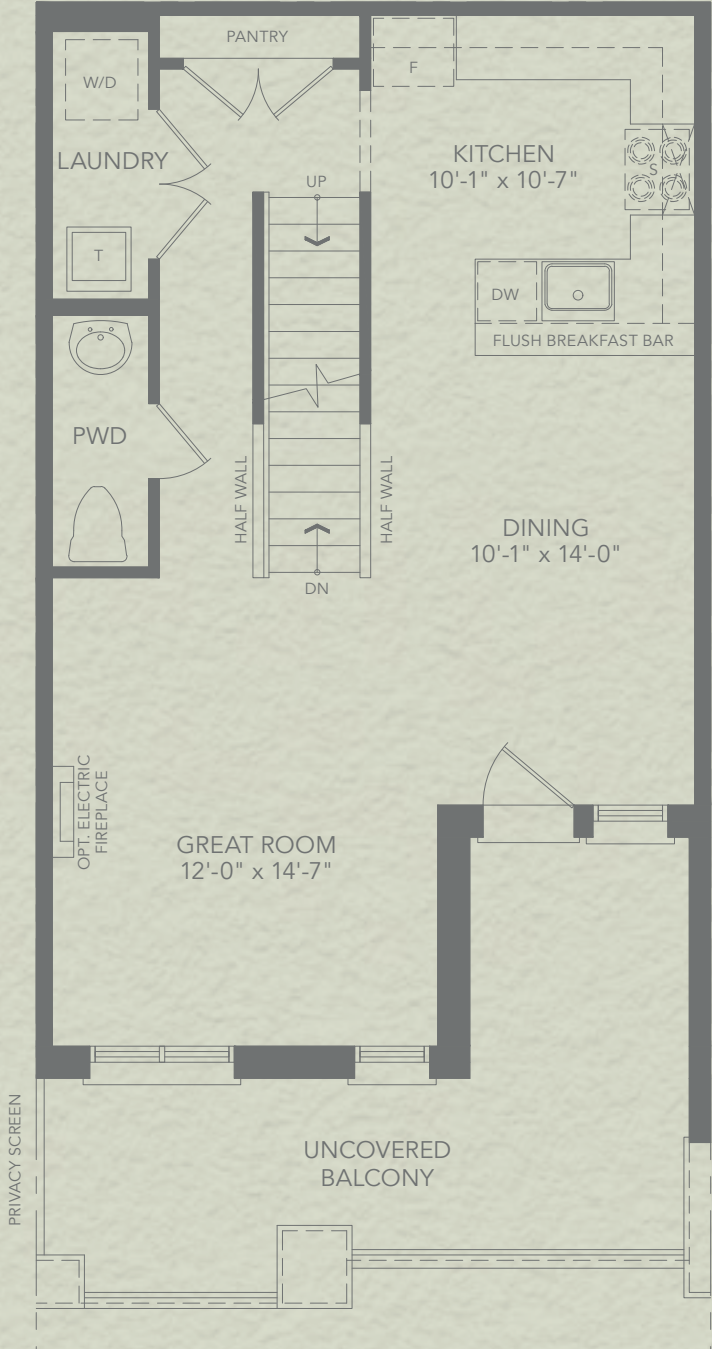 PANTRY
W/D
F
LAUNDRY
KITCHEN
10'-1" x 10'-7"
S
UP
T
DW
FLUSH BREAKFAST BAR
PWD
HALF WALL
HALF WALL
DINING
10'-1" x 14'-0"
DN
OPT. ELECTRIC
FIREPLACE
GREAT ROOM
12'-0" x 14'-7"
PRIVACY SCREEN
UNCOVERED
BALCONY